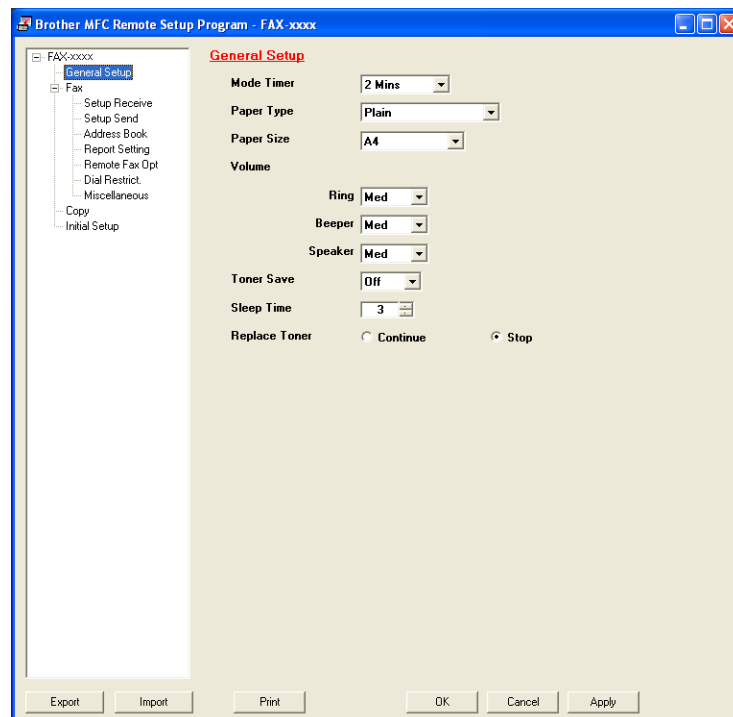 Brother MFC Remote Setup Program - FAX-xxxx
FAX-xxxx
General Setup
Fax
Setup Receive
Setup Send
Address Book
Report Setting
Remote Fax Opt
Dial Restrict.
Miscellaneous
Copy
Initial Setup
General Setup
Mode Timer 2 Mins
Paper Type Plain
Paper Size A4
Volume
Ring Med
Beeper Med
Speaker Med
Toner Save Off
Sleep Time 3
Replace Toner Continue Stop
Export Import Print OK Cancel Apply